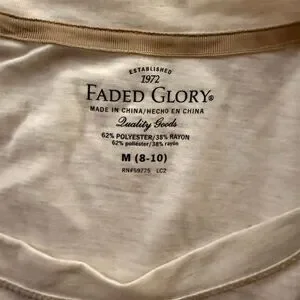 ESTABLISHED
1972
FADED GLORY®
MADE IN CHINA/HECHO EN CHINA
Quality Goods
62% POLYESTER/38% RAYON
62% poliéster/38% rayón
M (8-10)
RN#59775 LC2